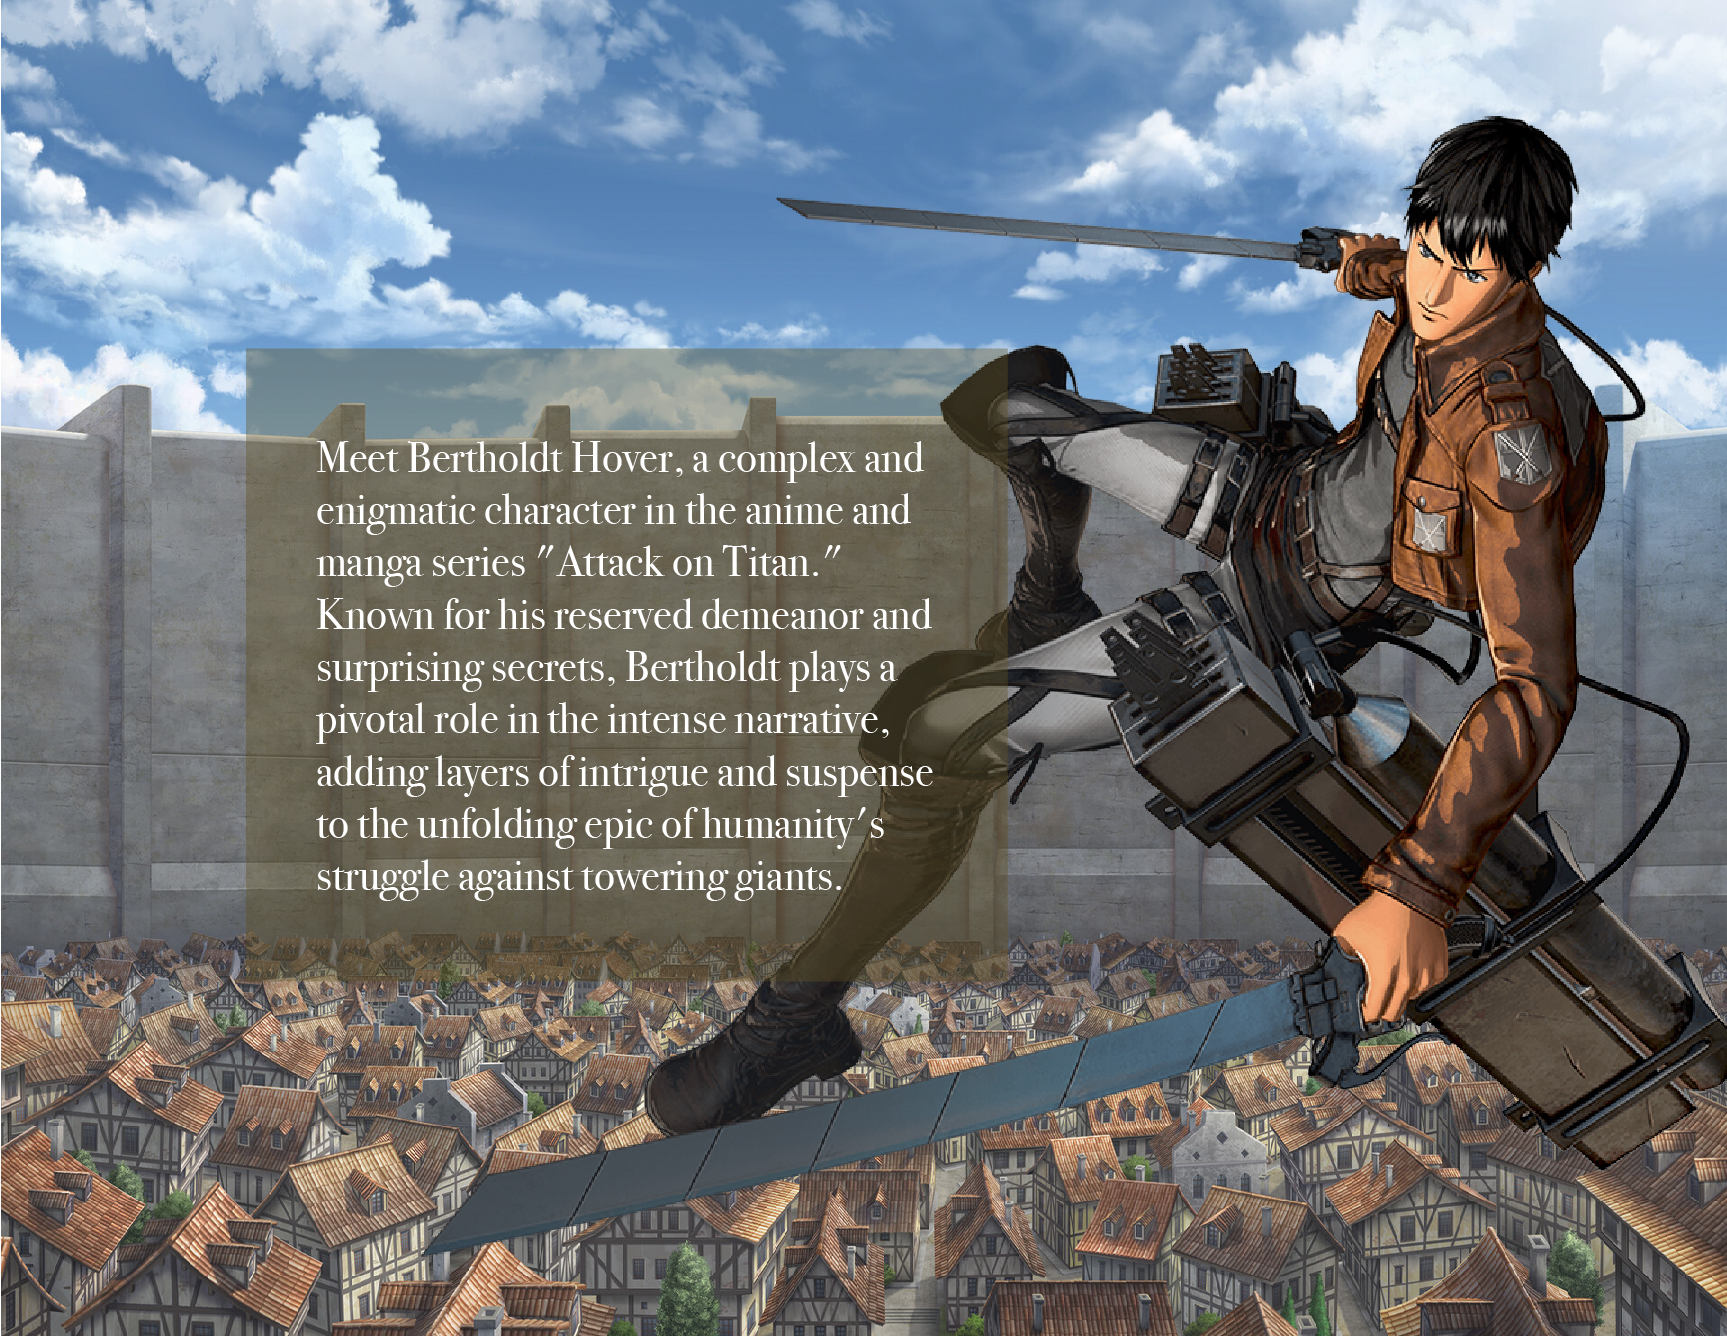 Meet Bertholdt Hover, a complex and
enigmatic character in the anime and
manga series "Attack on Titan."
Known for his reserved demeanor and
surprising secrets, Bertholdt plays a
pivotal role in the intense narrative,
adding layers of intrigue and suspense
to the unfolding epic of humanity's
struggle against towering giants.